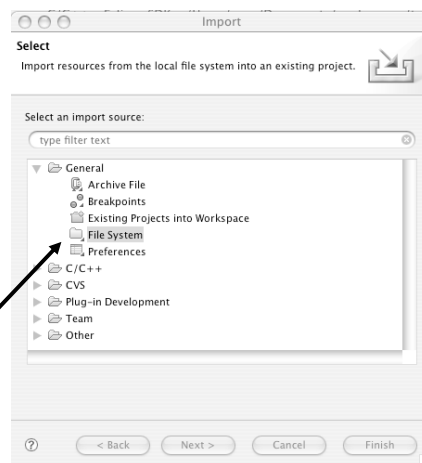 Import
Select
Import resources from the local file system into an existing project.
Select an import source:
type filter text
General
Archive File
Breakpoints
Existing Projects into Workspace
File System
Preferences
C/C++
CVS
Plug-in Development
Team
Other
?
< Back
Next >
Cancel
Finish